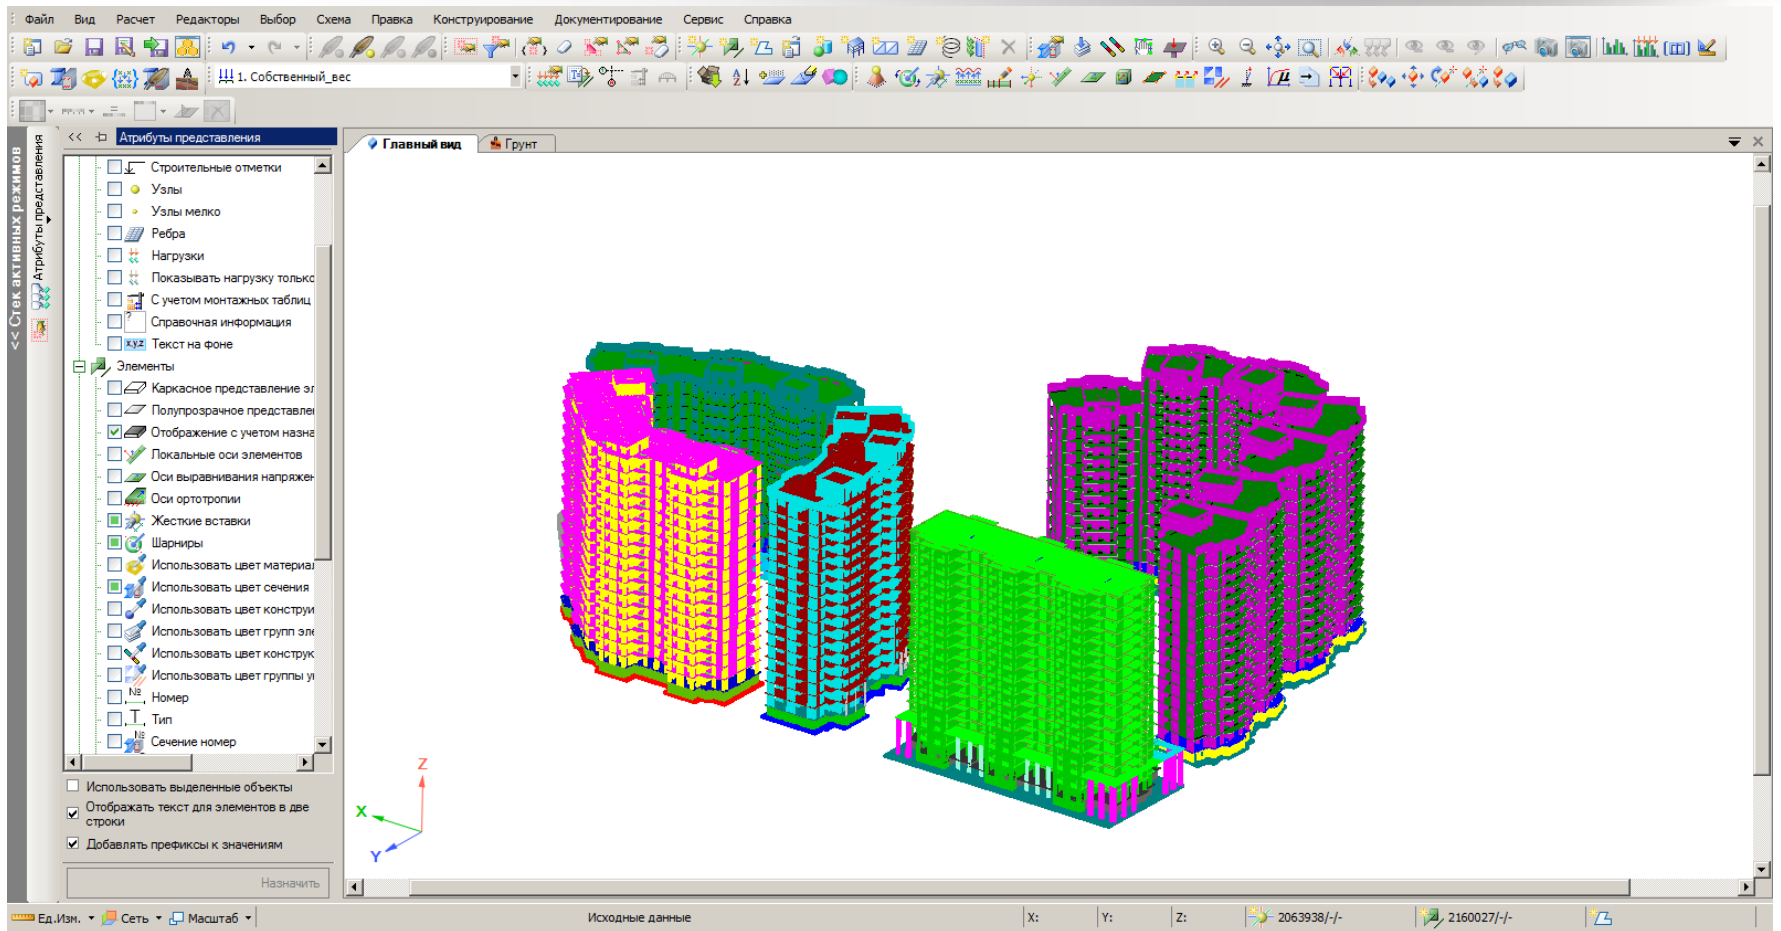 Файл Вид Расчет Редакторы Выбор Схема Правка Конструирование Документирование Сервис Справка
1. Собственный_вес
<< Стек активных режимов
Атрибуты представления
<< Атрибуты представления
Главный вид Грунт
Строительные отметки
Узлы
Узлы мелко
Ребра
Нагрузки
Показывать нагрузку только
С учетом монтажных таблиц
? Справочная информация
x,y,z Текст на фоне
Элементы
Каркасное представление эл
Полупрозрачное представле
Отображение с учетом назна
Локальные оси элементов
Оси выравнивания напряжен
Оси ортотропии
Жесткие вставки
Шарниры
Использовать цвет материал
Использовать цвет сечения
Использовать цвет конструи
Использовать цвет групп эле
Использовать цвет конструк
Использовать цвет группы у
№ Номер
T Тип
№ Сечение номер
Использовать выделенные объекты
Отображать текст для элементов в две
строки
Добавлять префиксы к значениям
Назначить
Z
X
Y
Ед.Изм. Сеть Масштаб Исходные данные X: Y: Z: 2063938/-/- 2160027/-/-